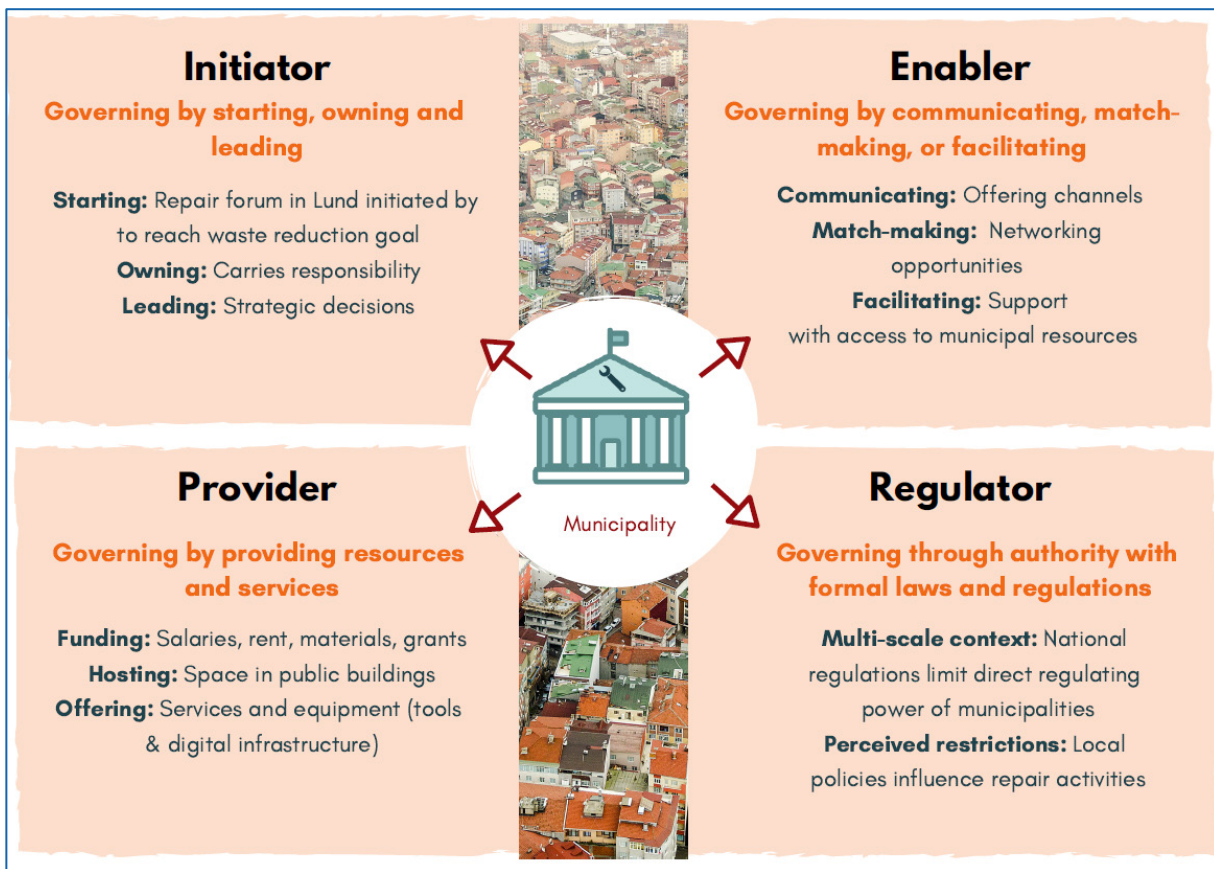 Initiator
Governing by starting, owning and
leading
Starting: Repair forum in Lund initiated by
to reach waste reduction goal
Owning: Carries responsibility
Leading: Strategic decisions
Enabler
Governing by communicating, match-
making, or facilitating
Communicating: Offering channels
Match-making: Networking
opportunities
Facilitating: Support
with access to municipal resources
Municipality
Provider
Governing by providing resources
and services
Funding: Salaries, rent, materials, grants
Hosting: Space in public buildings
Offering: Services and equipment (tools
& digital infrastructure)
Regulator
Governing through authority with
formal laws and regulations
Multi-scale context: National
regulations limit direct regulating
power of municipalities
Perceived restrictions: Local
policies influence repair activities